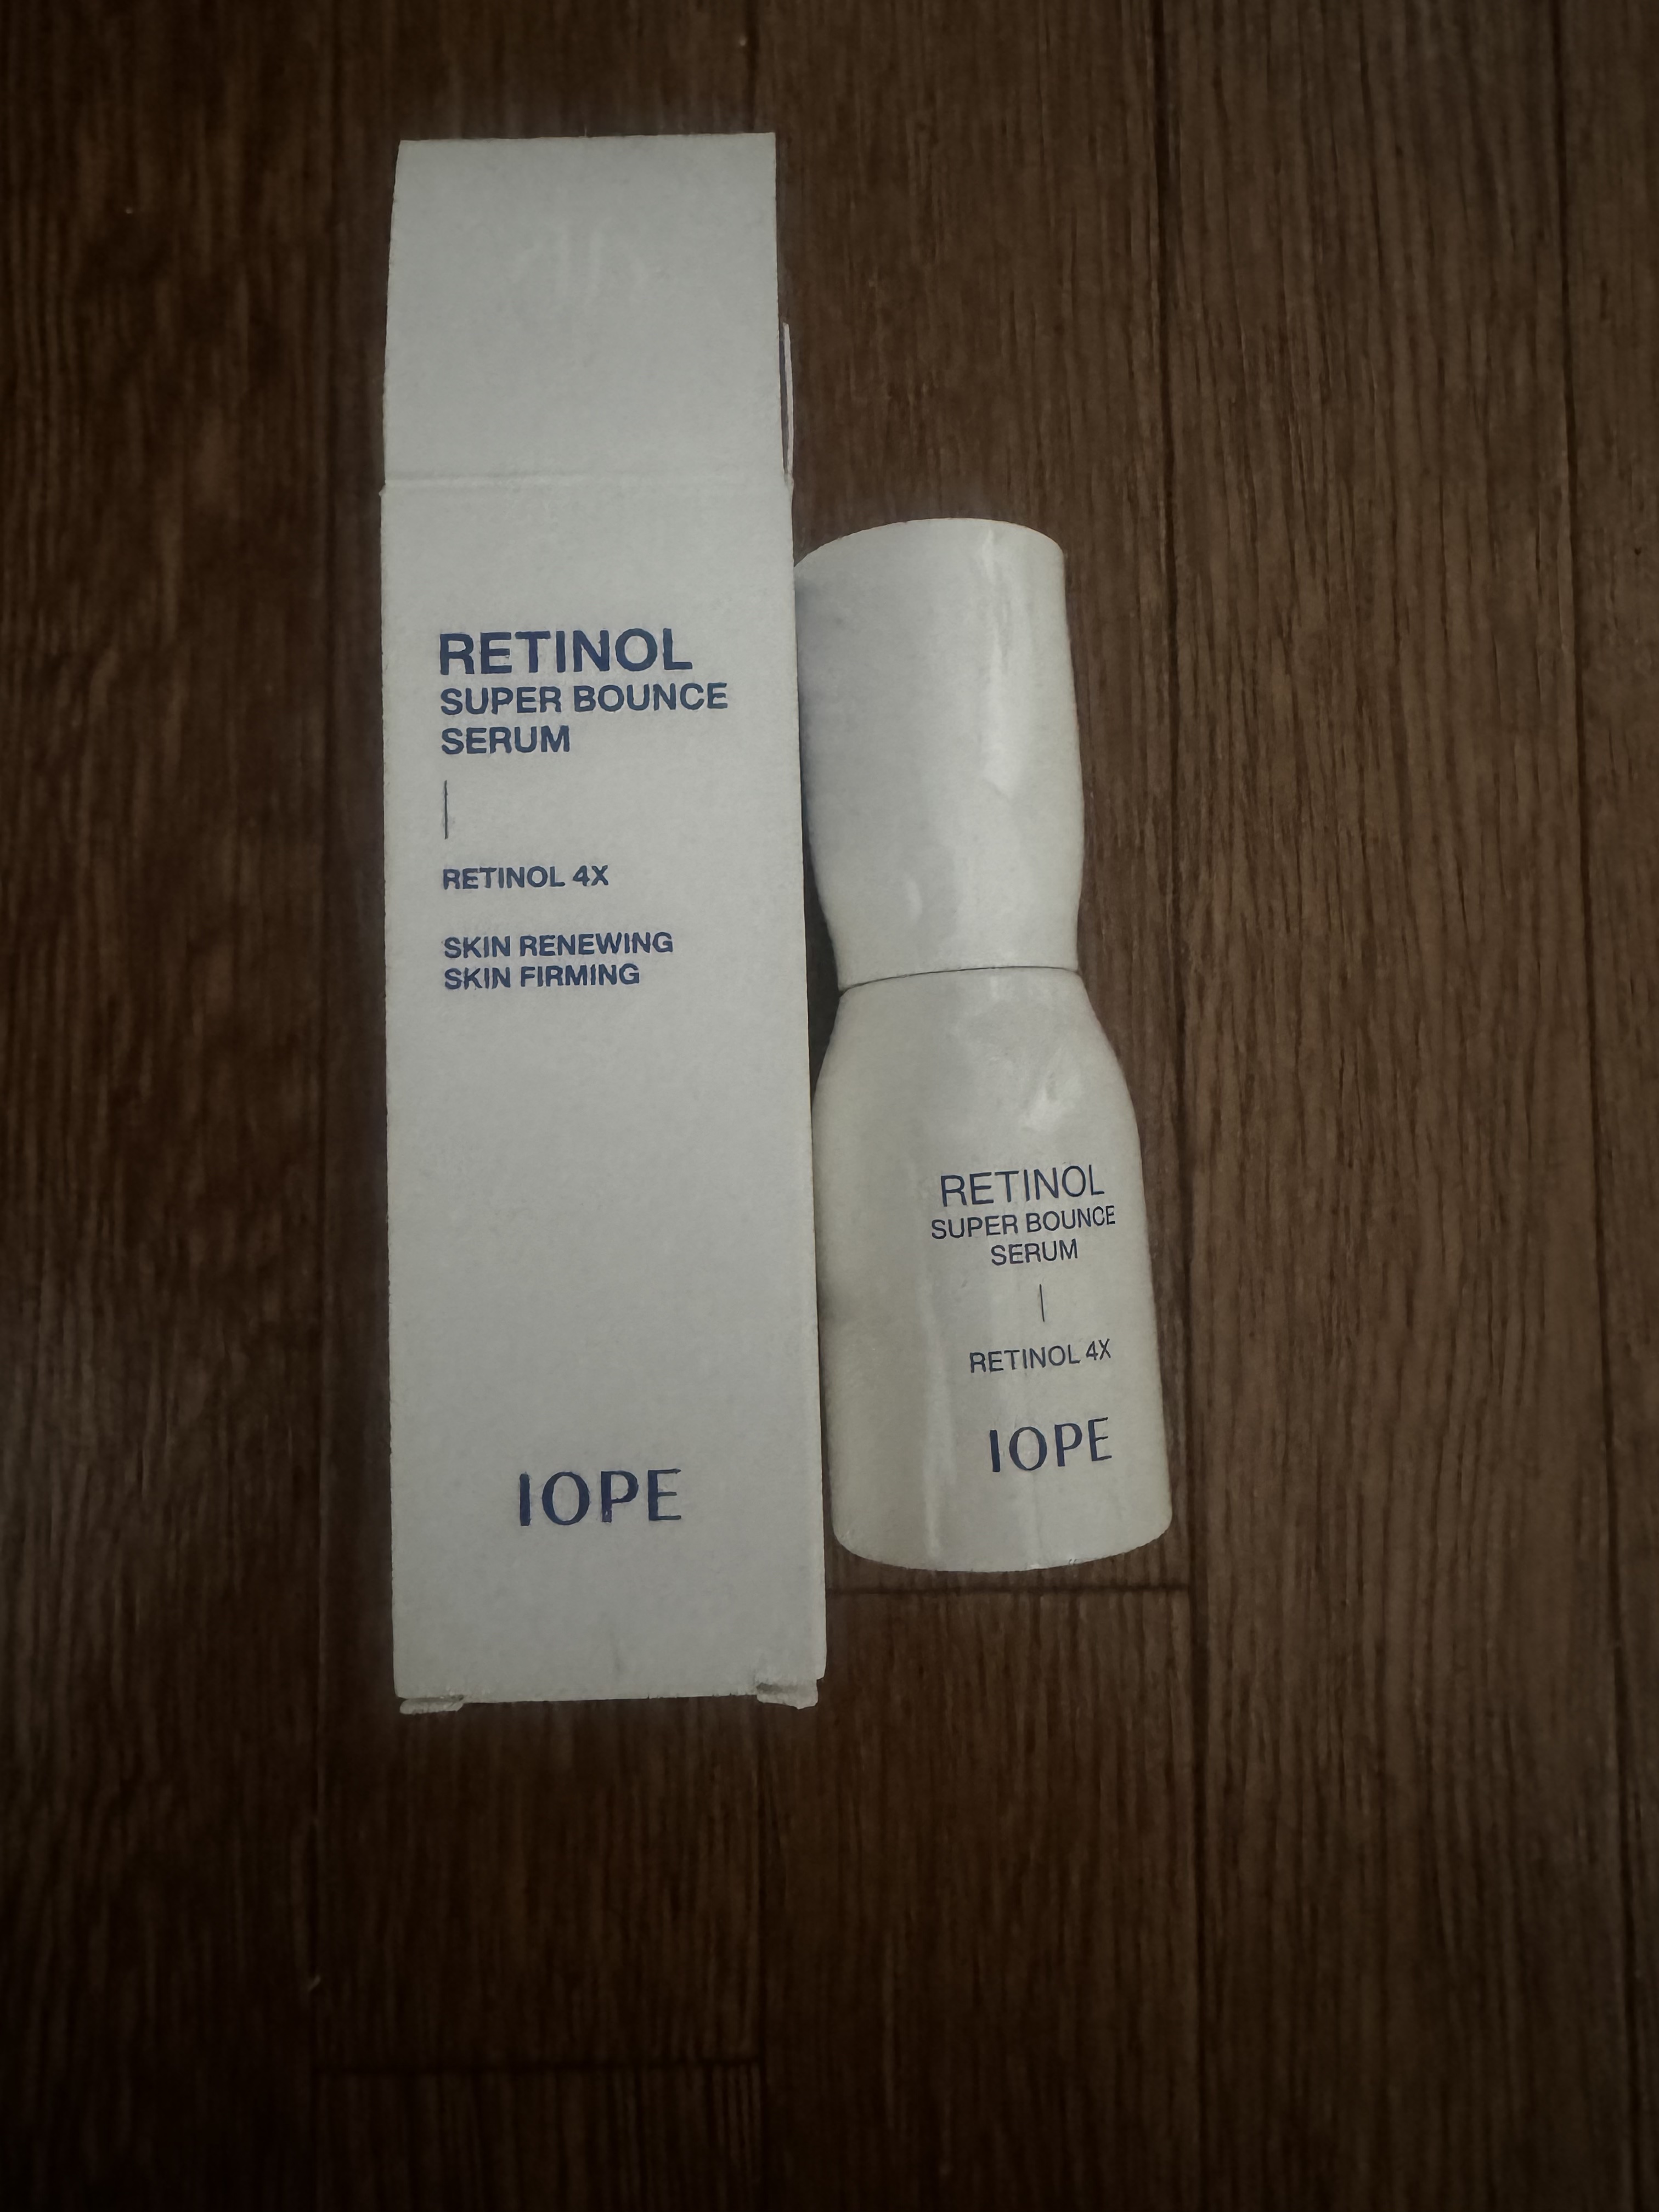 RETINOL
SUPER BOUNCE
SERUM
RETINOL 4X
SKIN RENEWING
SKIN FIRMING
IOPE
RETINOL
SUPER BOUNCE
SERUM
RETINOL 4X
IOPE